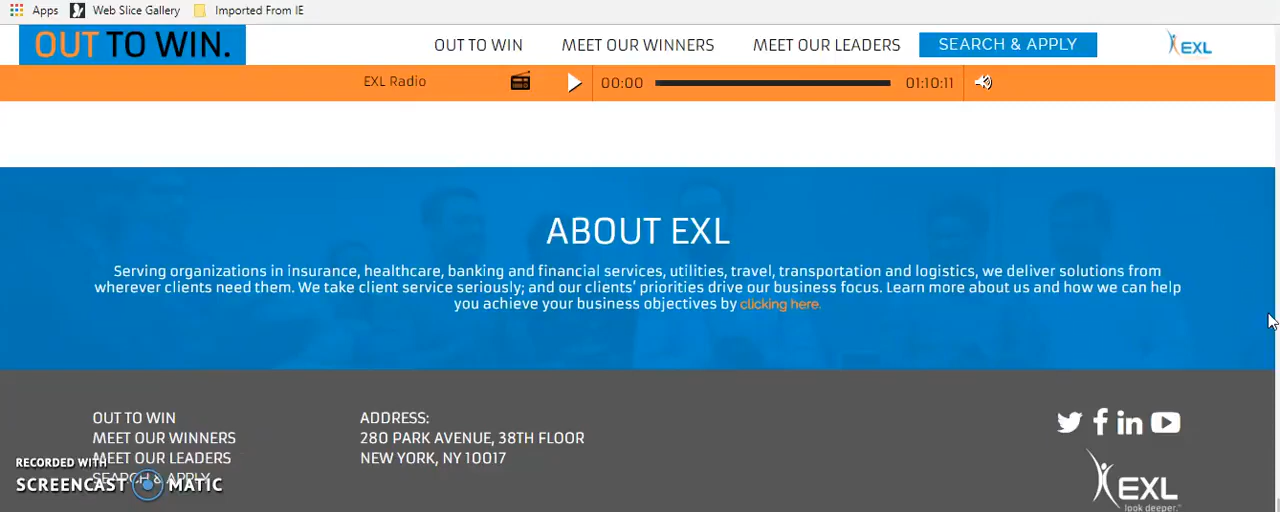 Apps Web Slice Gallery Imported From IE
OUT TO WIN. OUT TO WIN MEET OUR WINNERS MEET OUR LEADERS SEARCH & APPLY EXL
EXL Radio 00:00 01:10:11
ABOUT EXL
Serving organizations in insurance, healthcare, banking and financial services, utilities, travel, transportation and logistics, we deliver solutions from
wherever clients need them. We take client service seriously; and our clients' priorities drive our business focus. Learn more about us and how we can help
you achieve your business objectives by clicking here.
OUT TO WIN
MEET OUR WINNERS
MEET OUR LEADERS
SEARCH & APPLY
ADDRESS:
280 PARK AVENUE, 38TH FLOOR
NEW YORK, NY 10017
RECORDED WITH
SCREENCAST MATIC
EXL
look deeper.